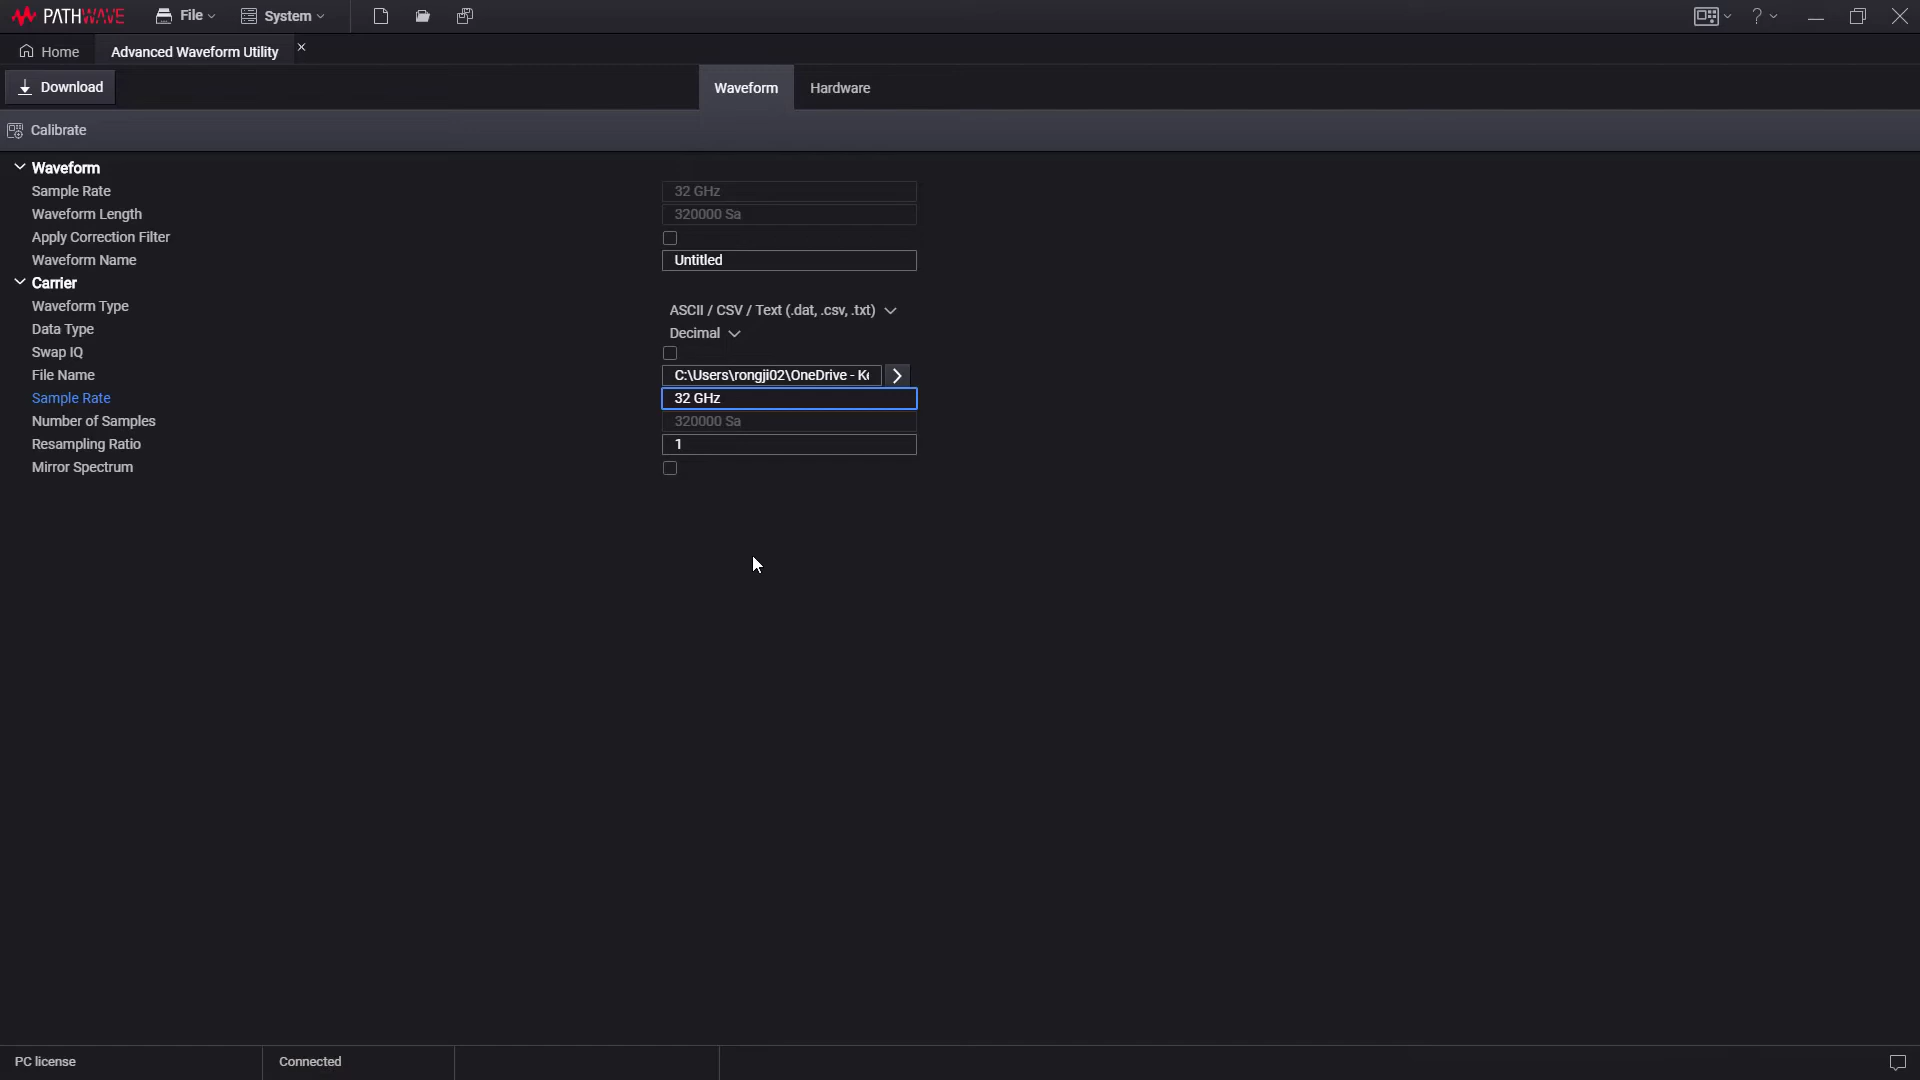 PATHWAVE File System ?
Home Advanced Waveform Utility
Download Waveform Hardware
Calibrate
Waveform
Sample Rate 32 GHz
Waveform Length 320000 Sa
Apply Correction Filter
Waveform Name Untitled
Carrier
Waveform Type ASCII / CSV / Text (.dat, .csv, .txt)
Data Type Decimal
Swap IQ
File Name C:\Users\rongji02\OneDrive - Ke
Sample Rate 32 GHz
Number of Samples 320000 Sa
Resampling Ratio 1
Mirror Spectrum
PC license Connected